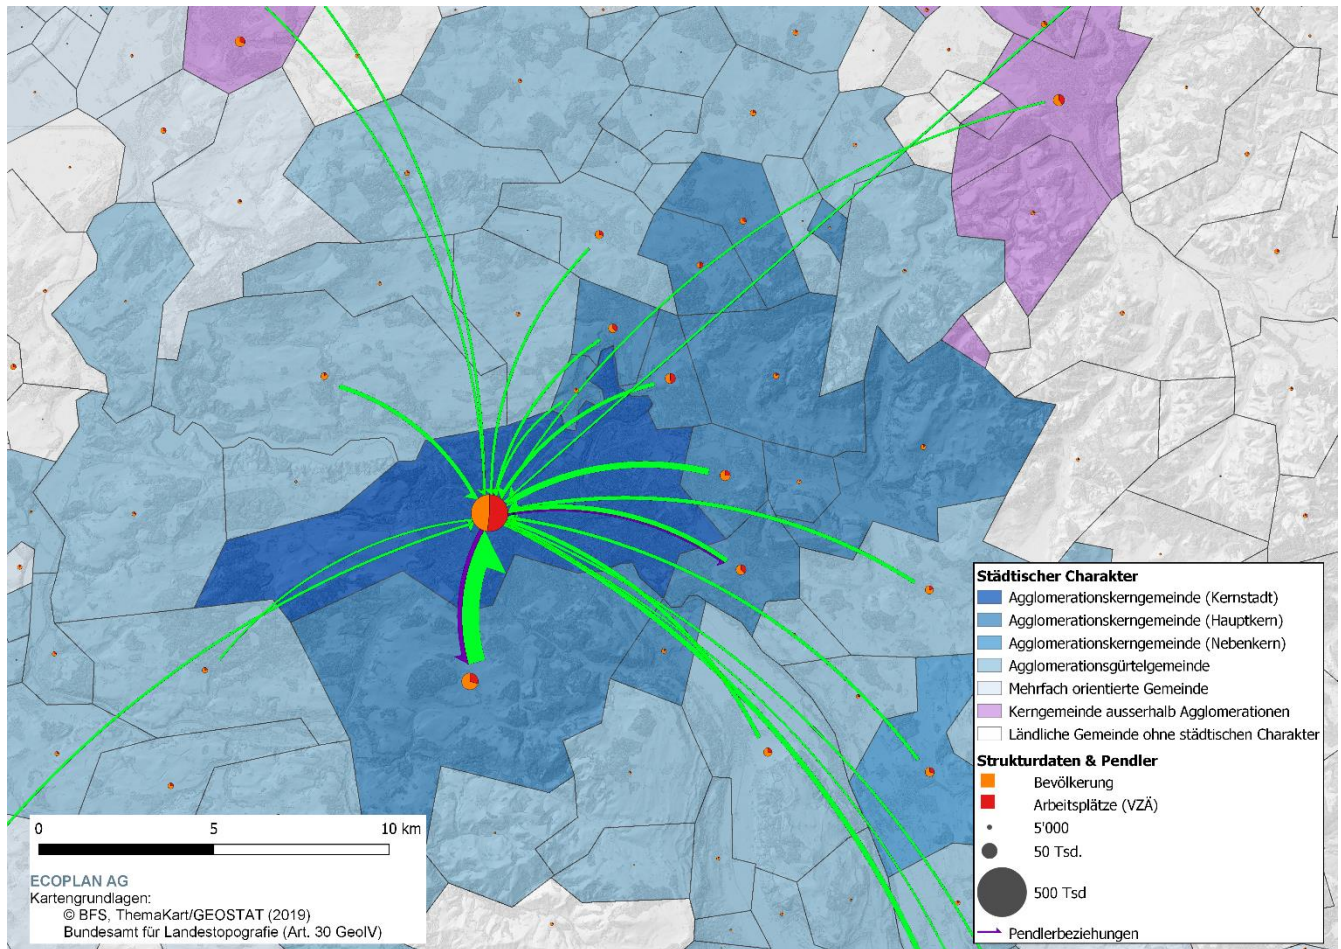 Städtischer Charakter
Agglomerationskerngemeinde (Kernstadt)
Agglomerationskerngemeinde (Hauptkern)
Agglomerationskerngemeinde (Nebenkern)
Agglomerationsgürtelgemeinde
Mehrfach orientierte Gemeinde
Kerngemeinde ausserhalb Agglomerationen
Ländliche Gemeinde ohne städtischen Charakter
Strukturdaten & Pendler
Bevölkerung
Arbeitsplätze (VZÄ)
5'000
50 Tsd.
500 Tsd
Pendlerbeziehungen
0 5 10 km
ECOPLAN AG
Kartengrundlagen:
© BFS, ThemaKart/GEOSTAT (2019)
Bundesamt für Landestopografie (Art. 30 GeoIV)